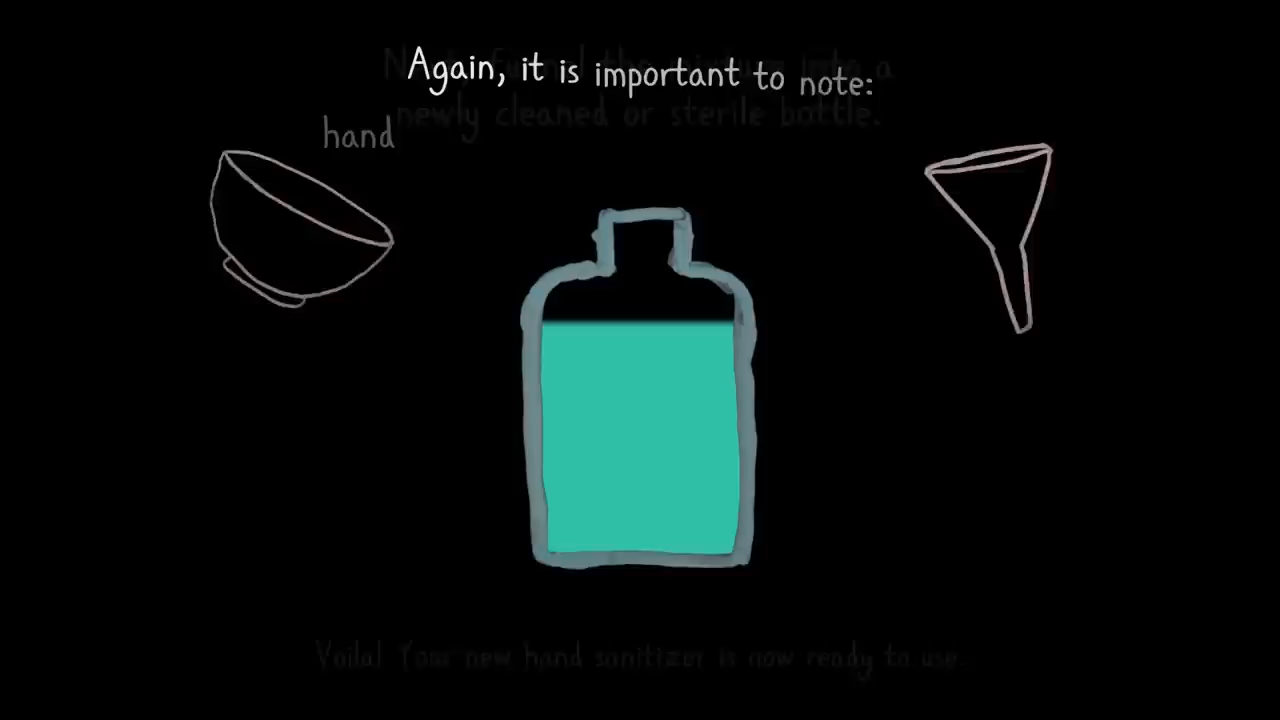 Again, it is important to note:
newly cleaned or sterile bottle.
hand
Voila! Your new hand sanitizer is now ready to use.